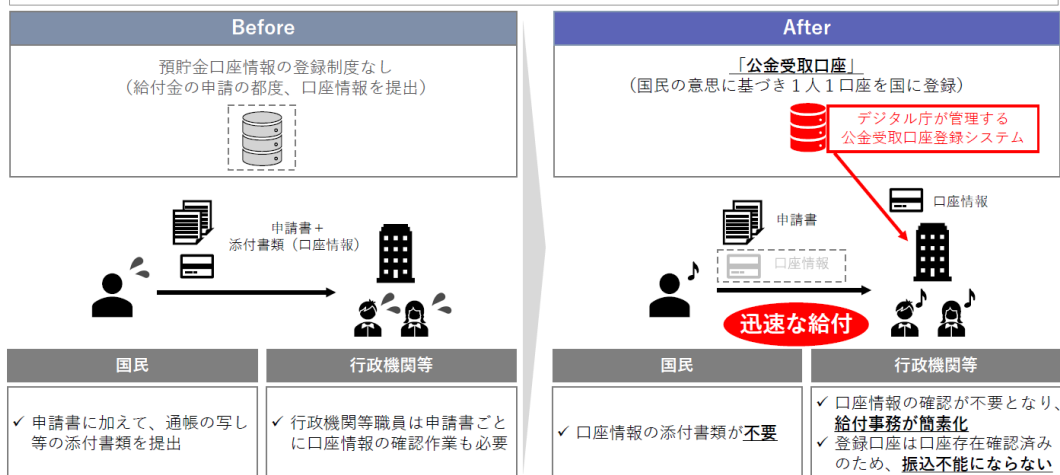 Before
預貯金口座情報の登録制度なし
(給付金の申請の都度、口座情報を提出)
申請書+
添付書類(口座情報)
国民
行政機関等
✓ 申請書に加えて、通帳の写し
等の添付書類を提出
✓ 行政機関等職員は申請書ごと
に口座情報の確認作業も必要
After
「公金受取口座」
(国民の意思に基づき1人1口座を国に登録)
デジタル庁が管理する
公金受取口座登録システム
口座情報
申請書
口座情報
迅速な給付
国民
行政機関等
✓ 口座情報の添付書類が不要
✓ 口座情報の確認が不要となり、
給付事務が簡素化
✓ 登録口座は口座存在確認済み
のため、振込不能にならない